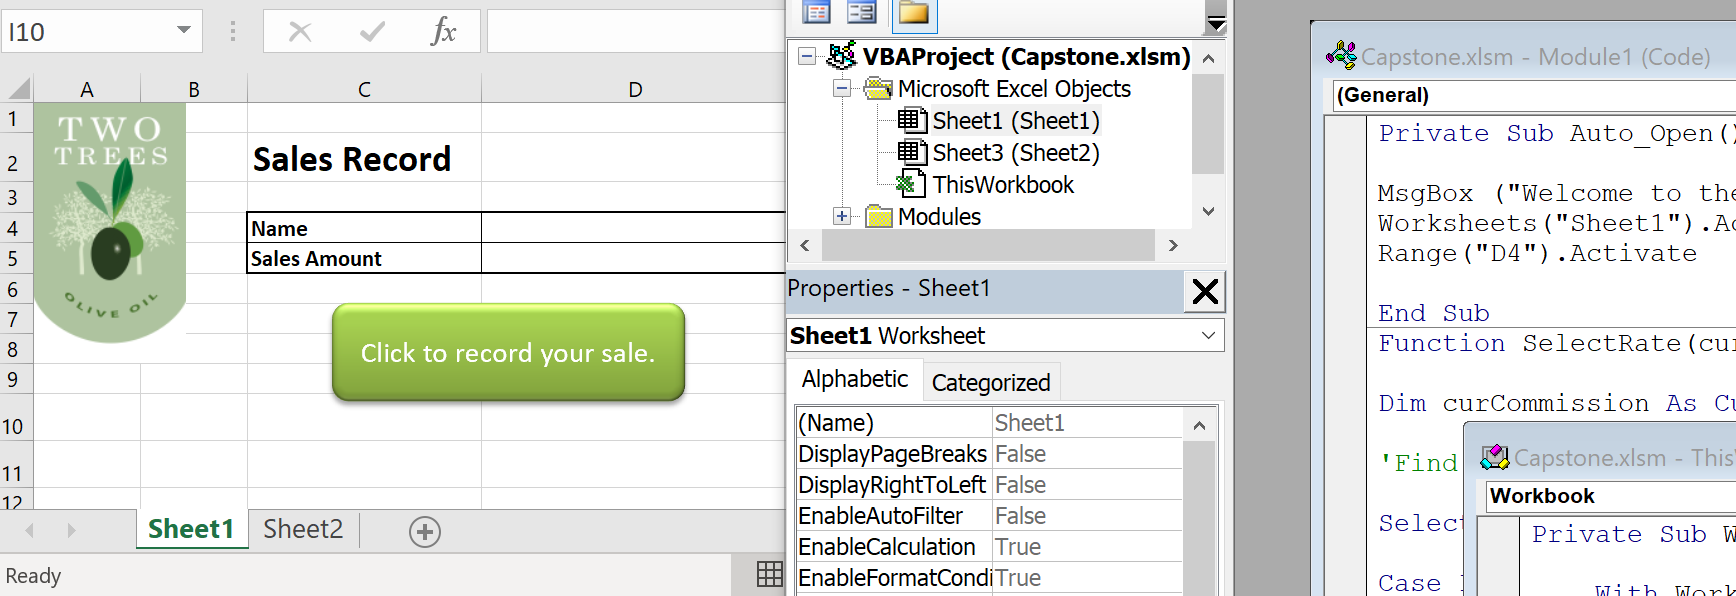 I10
fx
A B C D
1
2
3
4
5
6
7
8
9
10
11
12
TWO
TREES
OLIVE OIL
Sales Record
Name
Sales Amount
Click to record your sale.
Sheet1 Sheet2
Ready
VBAProject (Capstone.xlsm)
Microsoft Excel Objects
Sheet1 (Sheet1)
Sheet3 (Sheet2)
ThisWorkbook
Modules
Properties - Sheet1
Sheet1 Worksheet
Alphabetic Categorized
(Name) Sheet1
DisplayPageBreaks False
DisplayRightToLeft False
EnableAutoFilter False
EnableCalculation True
EnableFormatCondi True
Capstone.xlsm - Module1 (Code)
(General)
Private Sub Auto_Open()
MsgBox ("Welcome to the
Worksheets("Sheet1").Ac
Range("D4").Activate
End Sub
Function SelectRate(cur
Dim curCommission As Cu
'Find
Select
Case
Capstone.xlsm - This
Workbook
Private Sub W
With Work